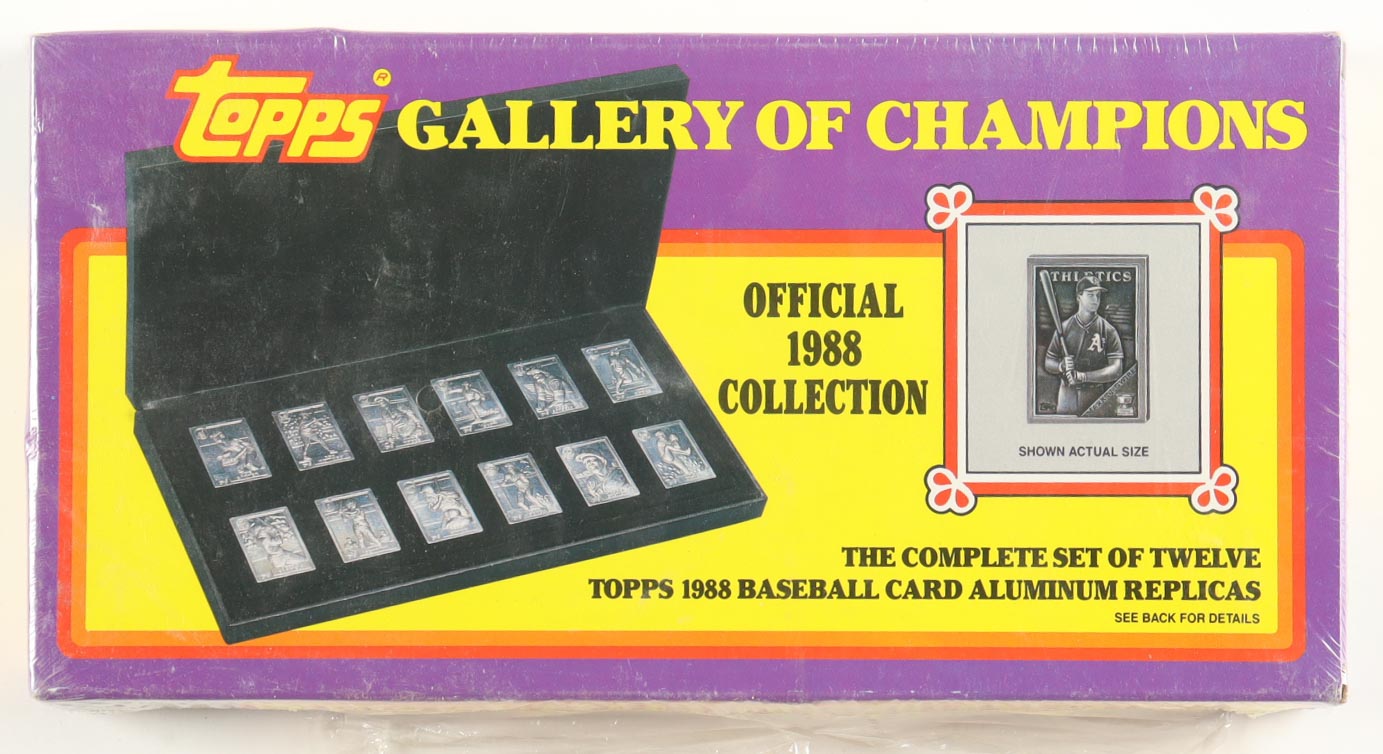 topps® GALLERY OF CHAMPIONS
OFFICIAL
1988
COLLECTION
ATHLETICS
A's
SHOWN ACTUAL SIZE
THE COMPLETE SET OF TWELVE
TOPPS 1988 BASEBALL CARD ALUMINUM REPLICAS
SEE BACK FOR DETAILS